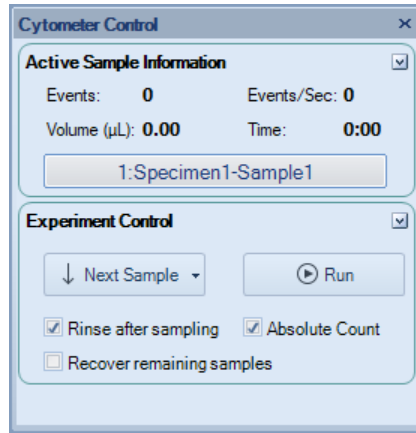 Cytometer Control
Active Sample Information
Events: 0 Events/Sec: 0
Volume (µL): 0.00 Time: 0:00
1:Specimen1-Sample1
Experiment Control
Next Sample Run
Rinse after sampling Absolute Count
Recover remaining samples